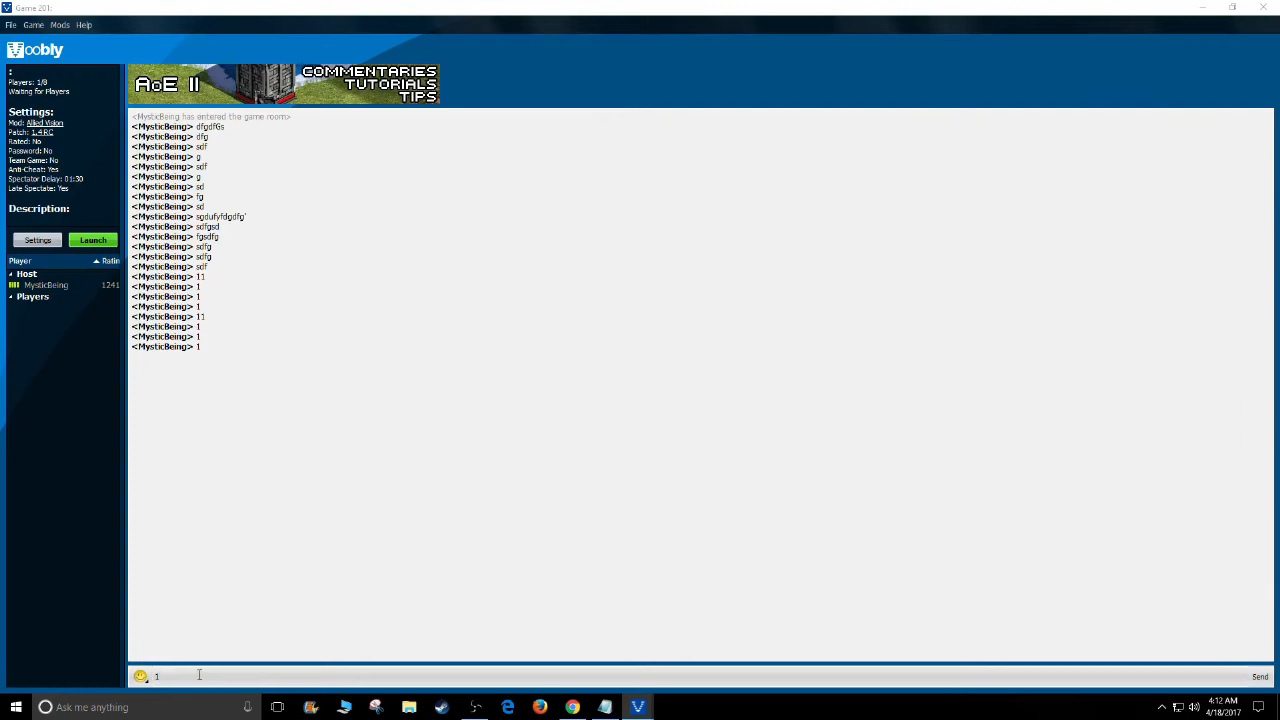 Game 201:
File Game Mods Help
Voobly
:
Players: 1/8
Waiting for Players
Settings:
Mod: Allied Vision
Patch: 1.4 RC
Rated: No
Password: No
Team Game: No
Anti-Cheat: Yes
Spectator Delay: 01:30
Late Spectate: Yes
Description:
Settings Launch
Player Ratin
Host
MysticBeing 1241
Players
AoE II
COMMENTARIES
TUTORIALS
TIPS
<MysticBeing has entered the game room>
<MysticBeing> dfgdfGs
<MysticBeing> dfg
<MysticBeing> sdf
<MysticBeing> g
<MysticBeing> sdf
<MysticBeing> g
<MysticBeing> sd
<MysticBeing> fg
<MysticBeing> sd
<MysticBeing> sgdufyfdgdfg'
<MysticBeing> sdfgsd
<MysticBeing> fgsdfg
<MysticBeing> sdfg
<MysticBeing> sdfg
<MysticBeing> sdf
<MysticBeing> 11
<MysticBeing> 1
<MysticBeing> 1
<MysticBeing> 1
<MysticBeing> 11
<MysticBeing> 1
<MysticBeing> 1
<MysticBeing> 1
1 Send
Ask me anything
4:12 AM
4/18/2017